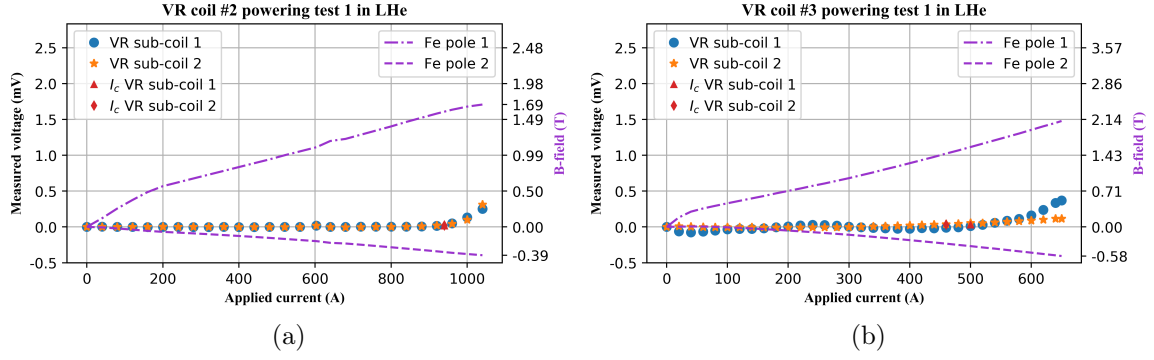 VR coil #2 powering test 1 in LHe
2.5
2.0
1.5
1.0
0.5
0.0
-0.5
Measured voltage (mV)
VR sub-coil 1
VR sub-coil 2
I_c VR sub-coil 1
I_c VR sub-coil 2
Fe pole 1
Fe pole 2
2.48
1.98
1.69
1.49
0.99
0.50
0.00
-0.39
B-field (T)
0 200 400 600 800 1000
Applied current (A)
(a)
VR coil #3 powering test 1 in LHe
2.5
2.0
1.5
1.0
0.5
0.0
-0.5
Measured voltage (mV)
VR sub-coil 1
VR sub-coil 2
I_c VR sub-coil 1
I_c VR sub-coil 2
Fe pole 1
Fe pole 2
3.57
2.86
2.14
1.43
0.71
0.00
-0.58
B-field (T)
0 100 200 300 400 500 600
Applied current (A)
(b)